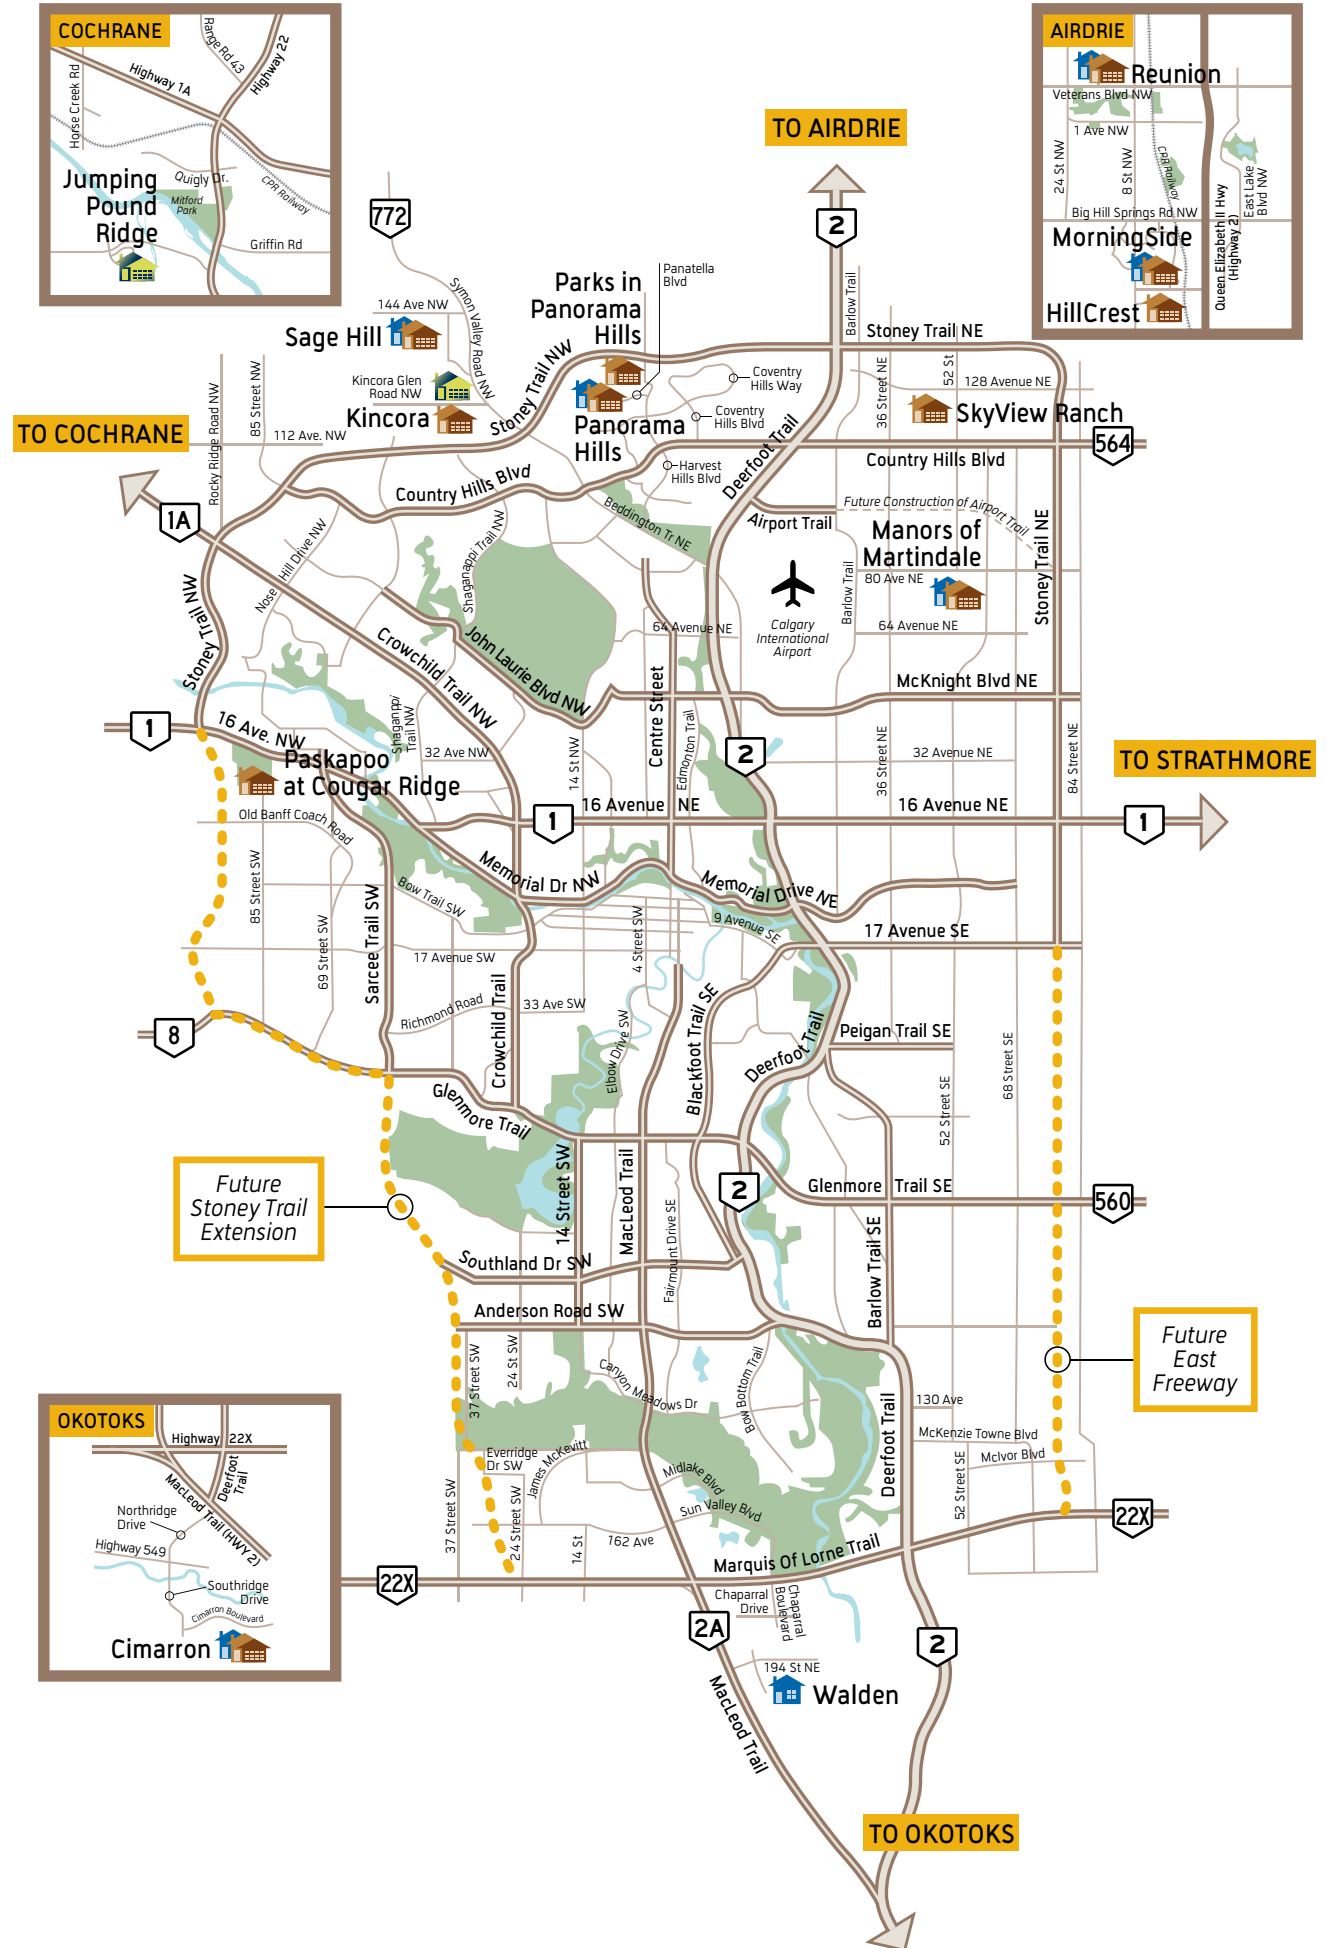 COCHRANE
Range Rd 43
Highway 22
Highway 1A
Horse Creek Rd
Jumping
Pound
Ridge
Quigly Dr.
Mitford
Park
CPR Railway
Griffin Rd
AIRDRIE
Reunion
Veterans Blvd NW
1 Ave NW
24 St NW
8 St NW
CPR Railway
Queen Elizabeth II Hwy
(Highway 2)
East Lake
Blvd NW
Big Hill Springs Rd NW
MorningSide
HillCrest
TO AIRDRIE
2
772
Symon Valley Road NW
144 Ave NW
Sage Hill
Kincora Glen
Road NW
Kincora
Parks in
Panorama
Hills
Panatella
Blvd
Panorama
Hills
Coventry
Hills Way
Coventry
Hills Blvd
Harvest
Hills Blvd
Barlow Trail
Stoney Trail NE
36 Street NE
52 St
128 Avenue NE
SkyView Ranch
564
Country Hills Blvd
TO COCHRANE
Rocky Ridge Road NW
85 Street NW
112 Ave. NW
Stoney Trail NW
Country Hills Blvd
Deerfoot Trail
1A
Nose Hill Drive NW
Shaganappi Trail NW
Beddington Tr NE
Airport Trail
Future Construction of Airport Trail
Manors of
Martindale
80 Ave NE
Barlow Trail
Stoney Trail NE
Calgary
International
Airport
64 Avenue NE
64 Avenue NE
Stoney Trail NW
Crowchild Trail NW
John Laurie Blvd NW
Centre Street
McKnight Blvd NE
1
16 Ave. NW
Shaganappi
Trail NW
32 Ave NW
14 St NW
Edmonton Trail
2
36 Street NE
32 Avenue NE
84 Street NE
TO STRATHMORE
Paskapoo
at Cougar Ridge
Old Banff Coach Road
1
16 Avenue NE
16 Avenue NE
1
85 Street SW
69 Street SW
Sarcee Trail SW
Bow Trail SW
Memorial Dr NW
Memorial Drive NE
9 Avenue SE
17 Avenue SE
17 Avenue SW
4 Street SW
8
Richmond Road
Crowchild Trail
33 Ave SW
Elbow Drive SW
Blackfoot Trail SE
Deerfoot Trail
Peigan Trail SE
68 Street SE
52 Street SE
Glenmore Trail
Future
Stoney Trail
Extension
14 Street SW
MacLeod Trail
Fairmount Drive SE
2
Glenmore Trail SE
560
Barlow Trail SE
Southland Dr SW
Anderson Road SW
Future
East
Freeway
37 Street SW
24 St SW
Canyon Meadows Dr
Bow Bottom Trail
Deerfoot Trail
130 Ave
McKenzie Towne Blvd
McIvor Blvd
52 Street SE
Everridge
Dr SW
James McKevitt
Midlake Blvd
Sun Valley Blvd
37 Street SW
24 Street SW
14 St
162 Ave
Marquis Of Lorne Trail
22X
22X
OKOTOKS
Highway 22X
MacLeod Trail (HWY 2)
Deerfoot
Trail
Northridge
Drive
Highway 549
Southridge
Drive
Cimarron Boulevard
Cimarron
Chaparral
Drive
Chaparral
Boulevard
2A
2
194 St NE
Walden
MacLeod Trail
TO OKOTOKS